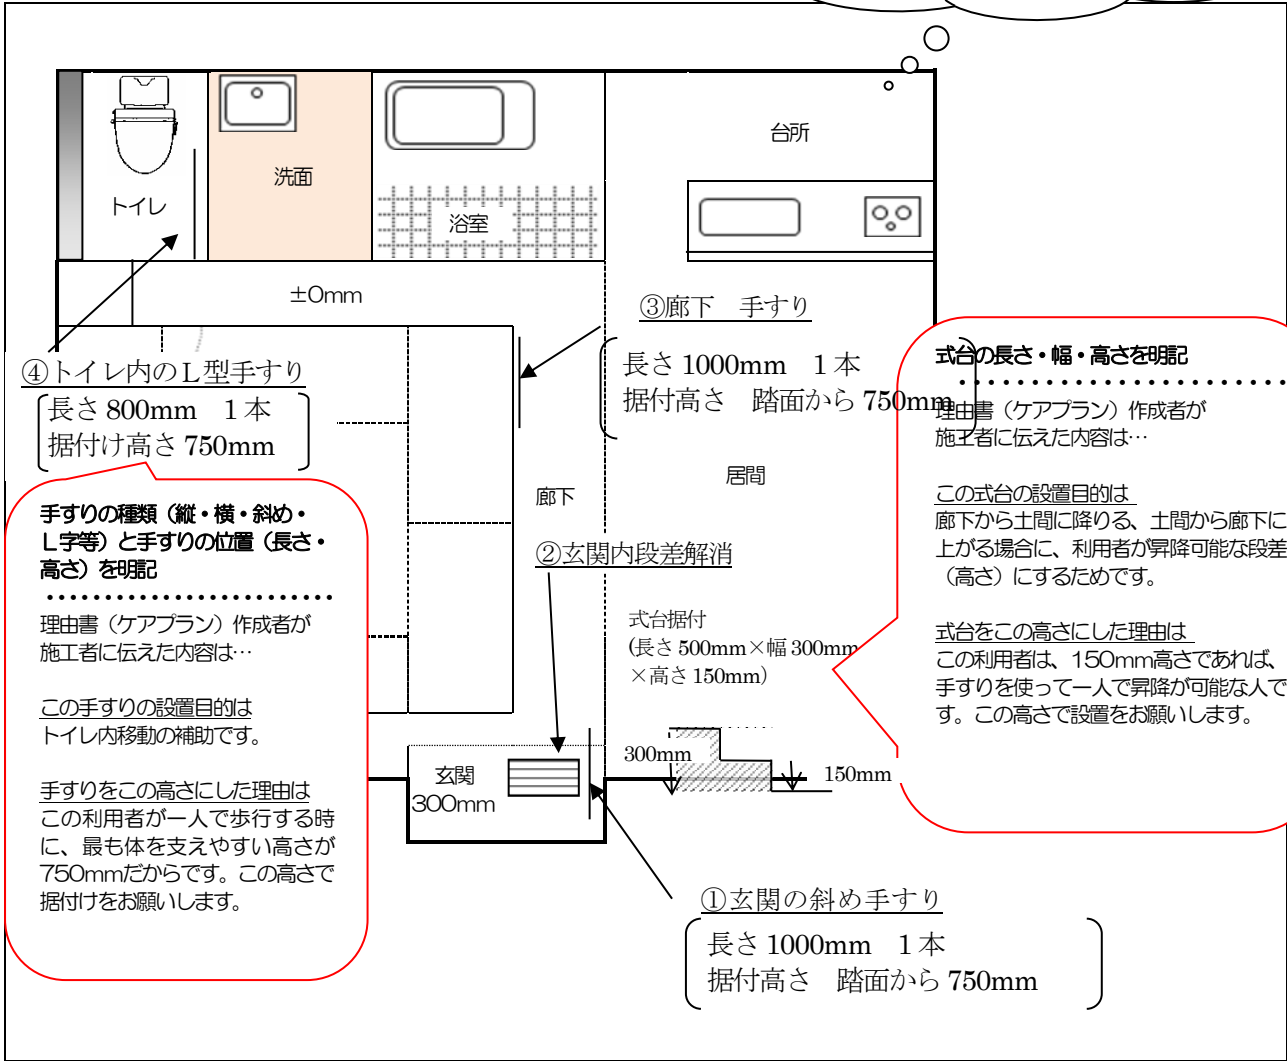 台所
洗面
トイレ
浴室
±0mm
③廊下　手すり
長さ 1000mm　1 本
据付高さ　踏面から 750mm
④トイレ内のＬ型手すり
長さ 800mm　1 本
据付け高さ 750mm
式台の長さ・幅・高さを明記
理由書（ケアプラン）作成者が
施工者に伝えた内容は…
この式台の設置目的は
廊下から土間に降りる、土間から廊下に
上がる場合に、利用者が昇降可能な段差
（高さ）にするためです。
式台をこの高さにした理由は
この利用者は、150mm高さであれば、
手すりを使って一人で昇降が可能な人で
す。この高さで設置をお願いします。
居間
廊下
②玄関内段差解消
式台据付
(長さ 500mm×幅 300mm
×高さ 150mm)
手すりの種類（縦・横・斜め・
Ｌ字等）と手すりの位置（長さ・
高さ）を明記
理由書（ケアプラン）作成者が
施工者に伝えた内容は…
この手すりの設置目的は
トイレ内移動の補助です。
手すりをこの高さにした理由は
この利用者が一人で歩行する時
に、最も体を支えやすい高さが
750mmだからです。この高さで
据付けをお願いします。
300mm
150mm
玄関
300mm
①玄関の斜め手すり
長さ 1000mm　1 本
据付高さ　踏面から 750mm